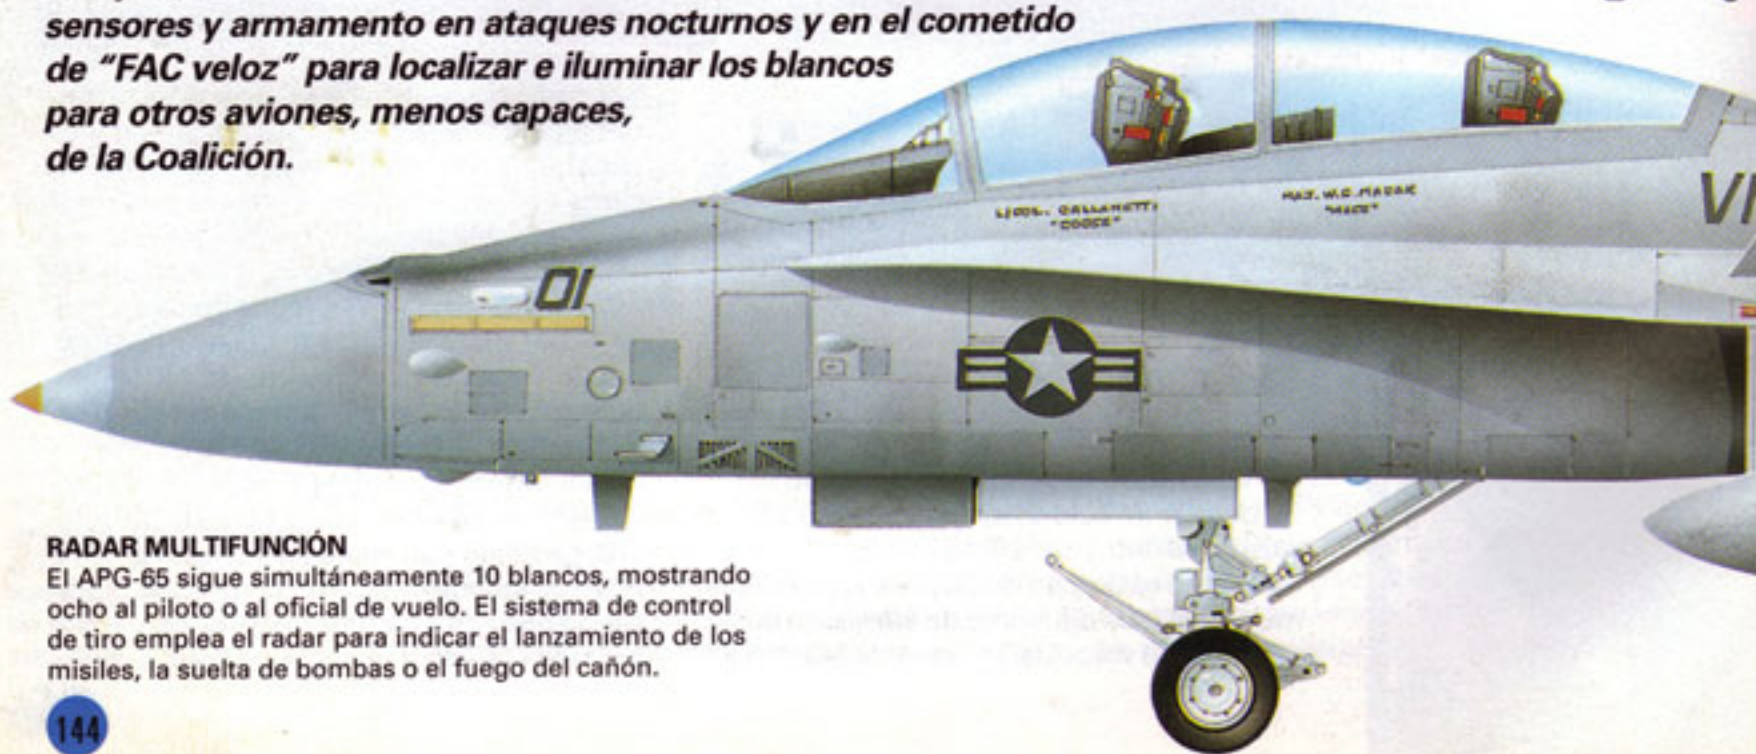 sensores y armamento en ataques nocturnos y en el cometido
de “FAC veloz” para localizar e iluminar los blancos
para otros aviones, menos capaces,
de la Coalición.
01
MAJ. W.G.
RADAR MULTIFUNCIÓN
El APG-65 sigue simultáneamente 10 blancos, mostrando
ocho al piloto o al oficial de vuelo. El sistema de control
de tiro emplea el radar para indicar el lanzamiento de los
misiles, la suelta de bombas o el fuego del cañón.
144